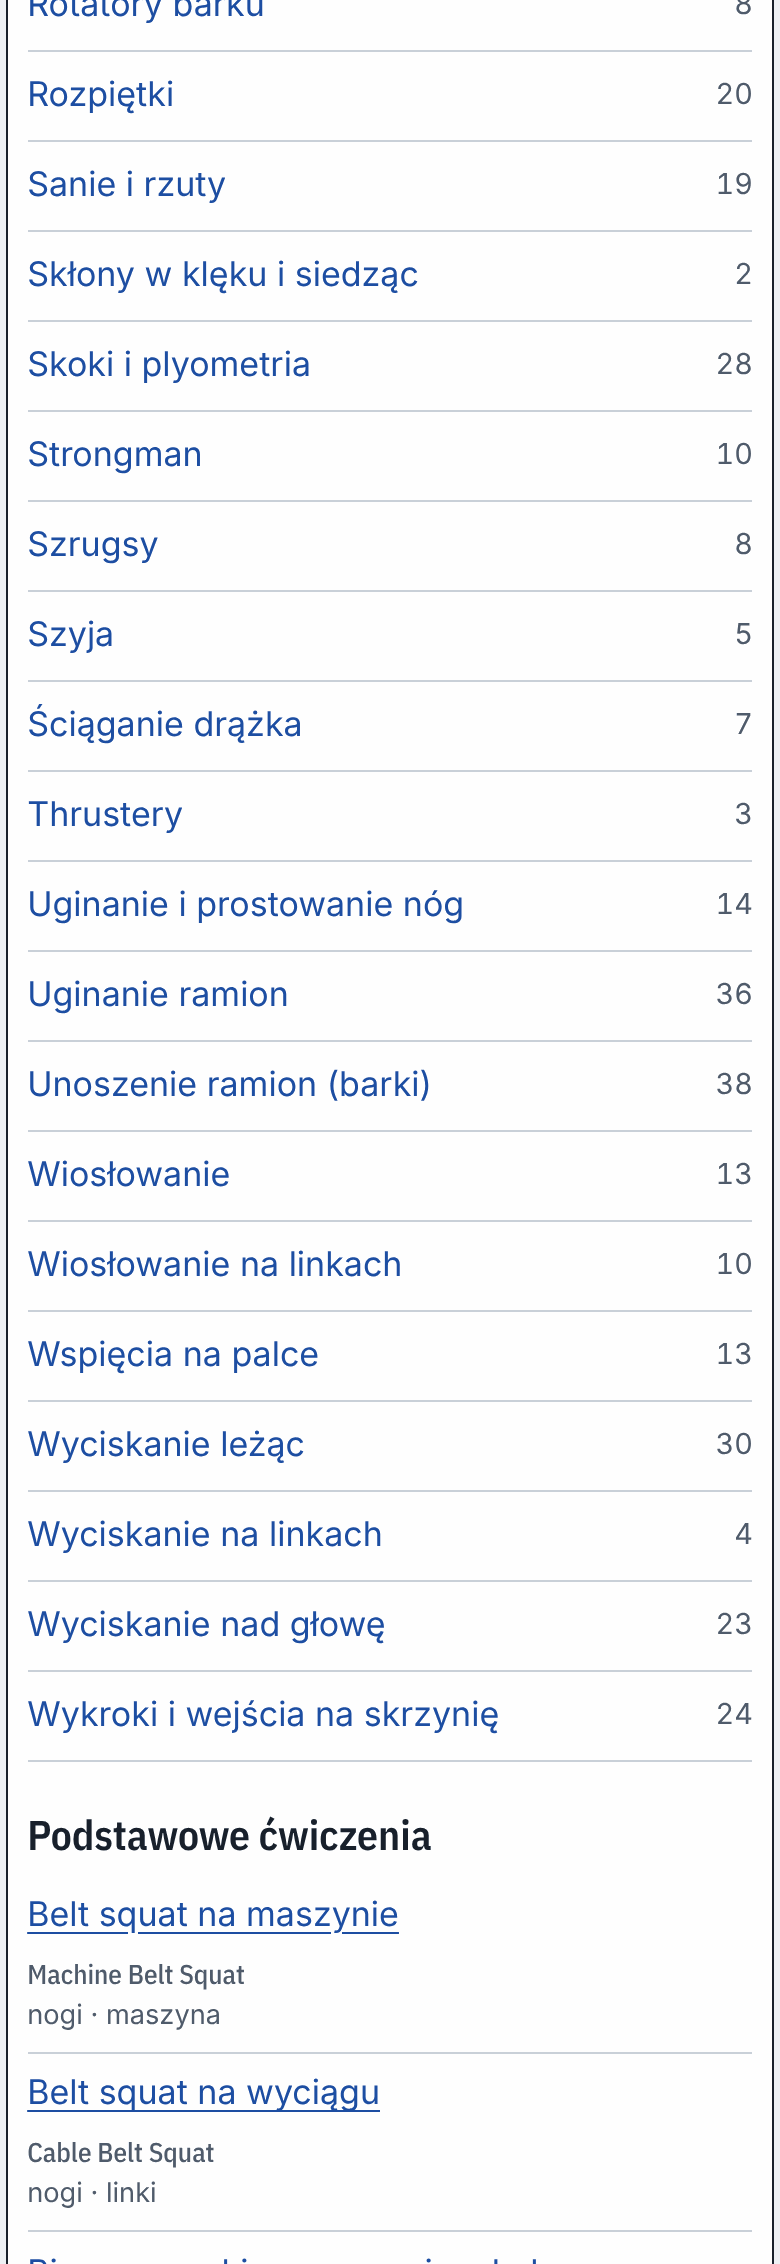 Rotatory barku 8
Rozpiętki 20
Sanie i rzuty 19
Skłony w klęku i siedząc 2
Skoki i plyometria 28
Strongman 10
Szrugsy 8
Szyja 5
Ściąganie drążka 7
Thrustery 3
Uginanie i prostowanie nóg 14
Uginanie ramion 36
Unoszenie ramion (barki) 38
Wiosłowanie 13
Wiosłowanie na linkach 10
Wspięcia na palce 13
Wyciskanie leżąc 30
Wyciskanie na linkach 4
Wyciskanie nad głowę 23
Wykroki i wejścia na skrzynię 24
Podstawowe ćwiczenia
Belt squat na maszynie
Machine Belt Squat
nogi · maszyna
Belt squat na wyciągu
Cable Belt Squat
nogi · linki